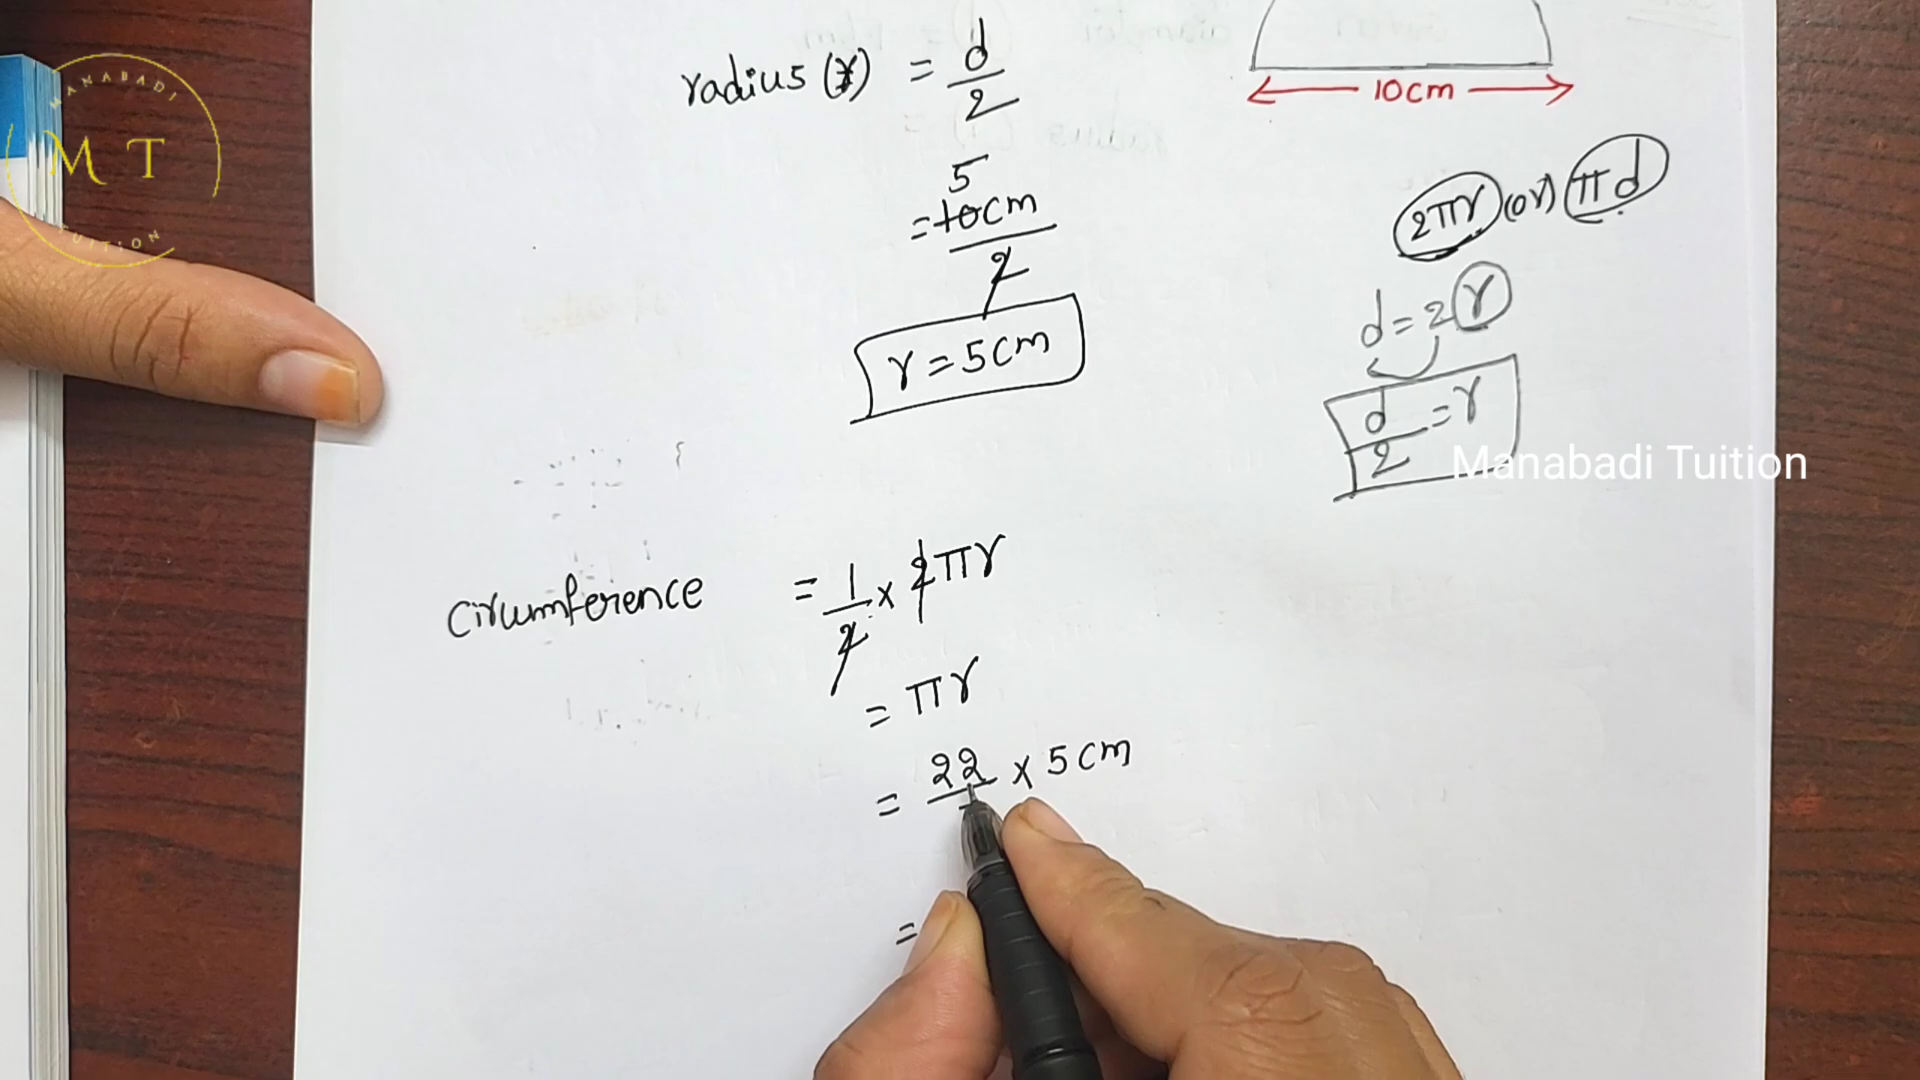 MANABADI
M T
TUITION
radius (r) = d/2
10cm
5
= 10cm/2
r = 5cm
2πr (or) πd
d = 2r
d/2 = r
Manabadi Tuition
Circumference = 1/2 × 2πr
= πr
= 22/ × 5cm
=